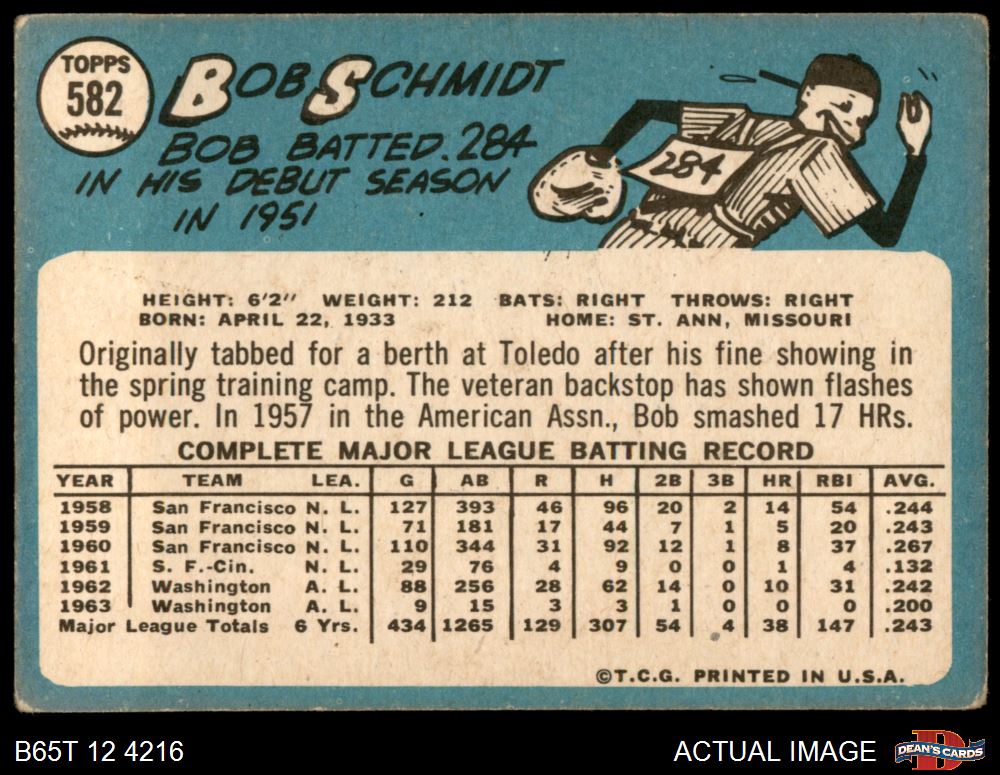 TOPPS
582
BOB SCHMIDT
BOB BATTED .284
IN HIS DEBUT SEASON
IN 1951
284
HEIGHT: 6'2" WEIGHT: 212 BATS: RIGHT THROWS: RIGHT
BORN: APRIL 22, 1933 HOME: ST. ANN, MISSOURI
Originally tabbed for a berth at Toledo after his fine showing in
the spring training camp. The veteran backstop has shown flashes
of power. In 1957 in the American Assn., Bob smashed 17 HRs.
COMPLETE MAJOR LEAGUE BATTING RECORD
YEAR TEAM LEA. G AB R H 2B 3B HR RBI AVG.
1958 San Francisco N. L. 127 393 46 96 20 2 14 54 .244
1959 San Francisco N. L. 71 181 17 44 7 1 5 20 .243
1960 San Francisco N. L. 110 344 31 92 12 1 8 37 .267
1961 S. F.-Cin. N. L. 29 76 4 9 0 0 1 4 .132
1962 Washington A. L. 88 256 28 62 14 0 10 31 .242
1963 Washington A. L. 9 15 3 3 1 0 0 0 .200
Major League Totals 6 Yrs. 434 1265 129 307 54 4 38 147 .243
©T.C.G. PRINTED IN U.S.A.
B65T 12 4216 ACTUAL IMAGE D DEAN'S CARDS